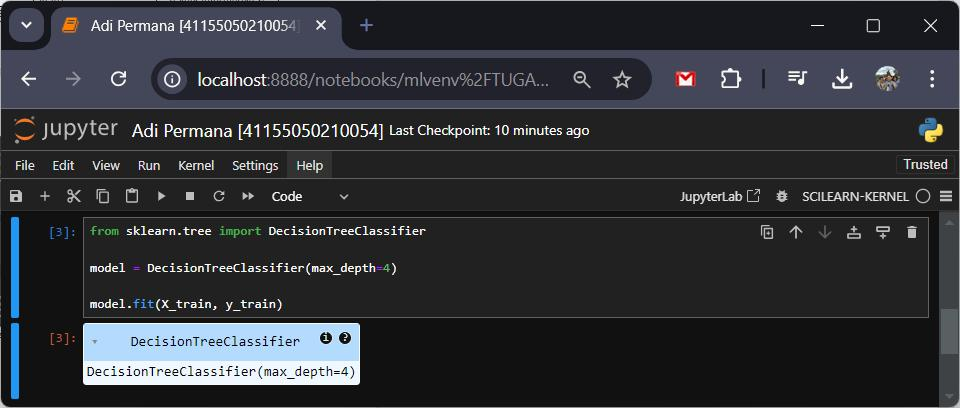 Adi Permana [41155050210054]
localhost:8888/notebooks/mlvenv%2FTUGA...
jupyter Adi Permana [41155050210054] Last Checkpoint: 10 minutes ago
File Edit View Run Kernel Settings Help Trusted
Code JupyterLab SCILEARN-KERNEL
[3]: from sklearn.tree import DecisionTreeClassifier
model = DecisionTreeClassifier(max_depth=4)
model.fit(X_train, y_train)
[3]: DecisionTreeClassifier i ?
DecisionTreeClassifier(max_depth=4)